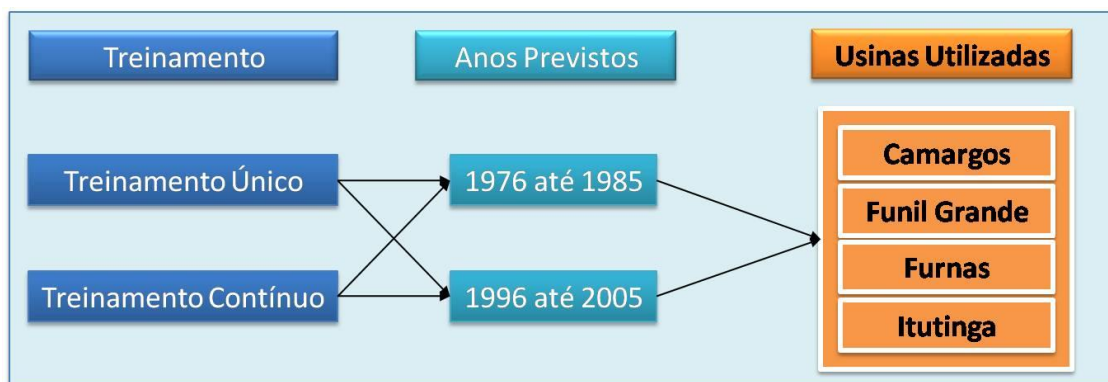 Treinamento
Anos Previstos
Usinas Utilizadas
Treinamento Único
Treinamento Contínuo
1976 até 1985
1996 até 2005
Camargos
Funil Grande
Furnas
Itutinga